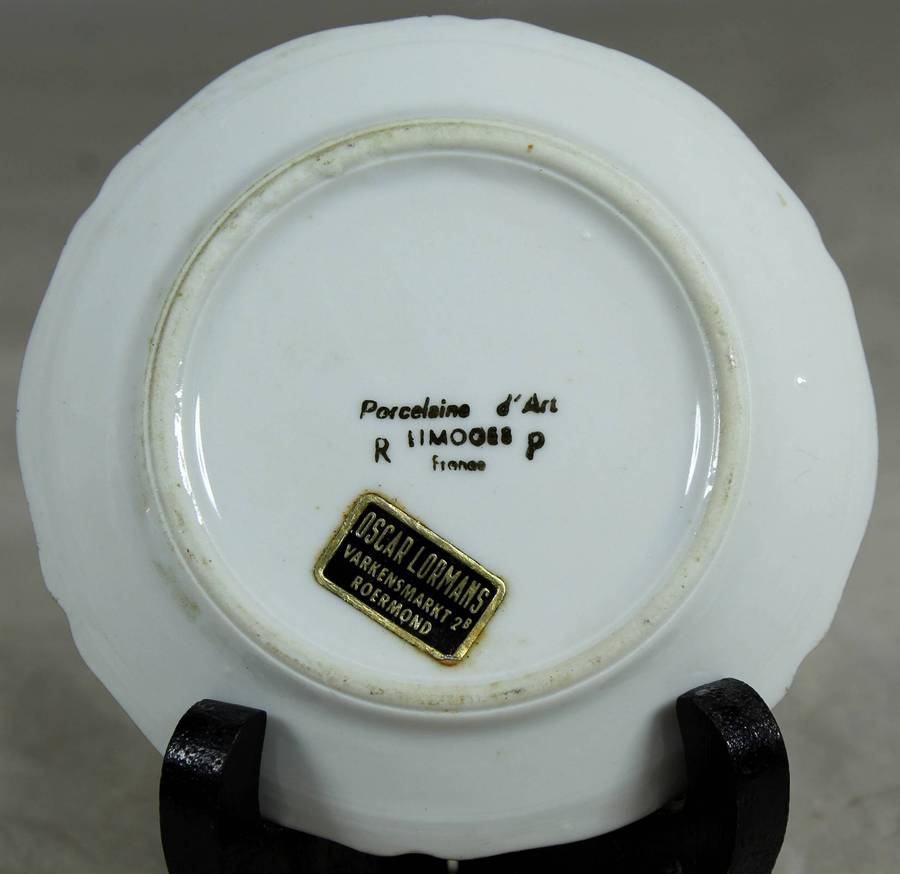 Porcelaine d'Art
R LIMOGES P
France
OSCAR LORMANS
VARKENSMARKT 2B
ROERMOND